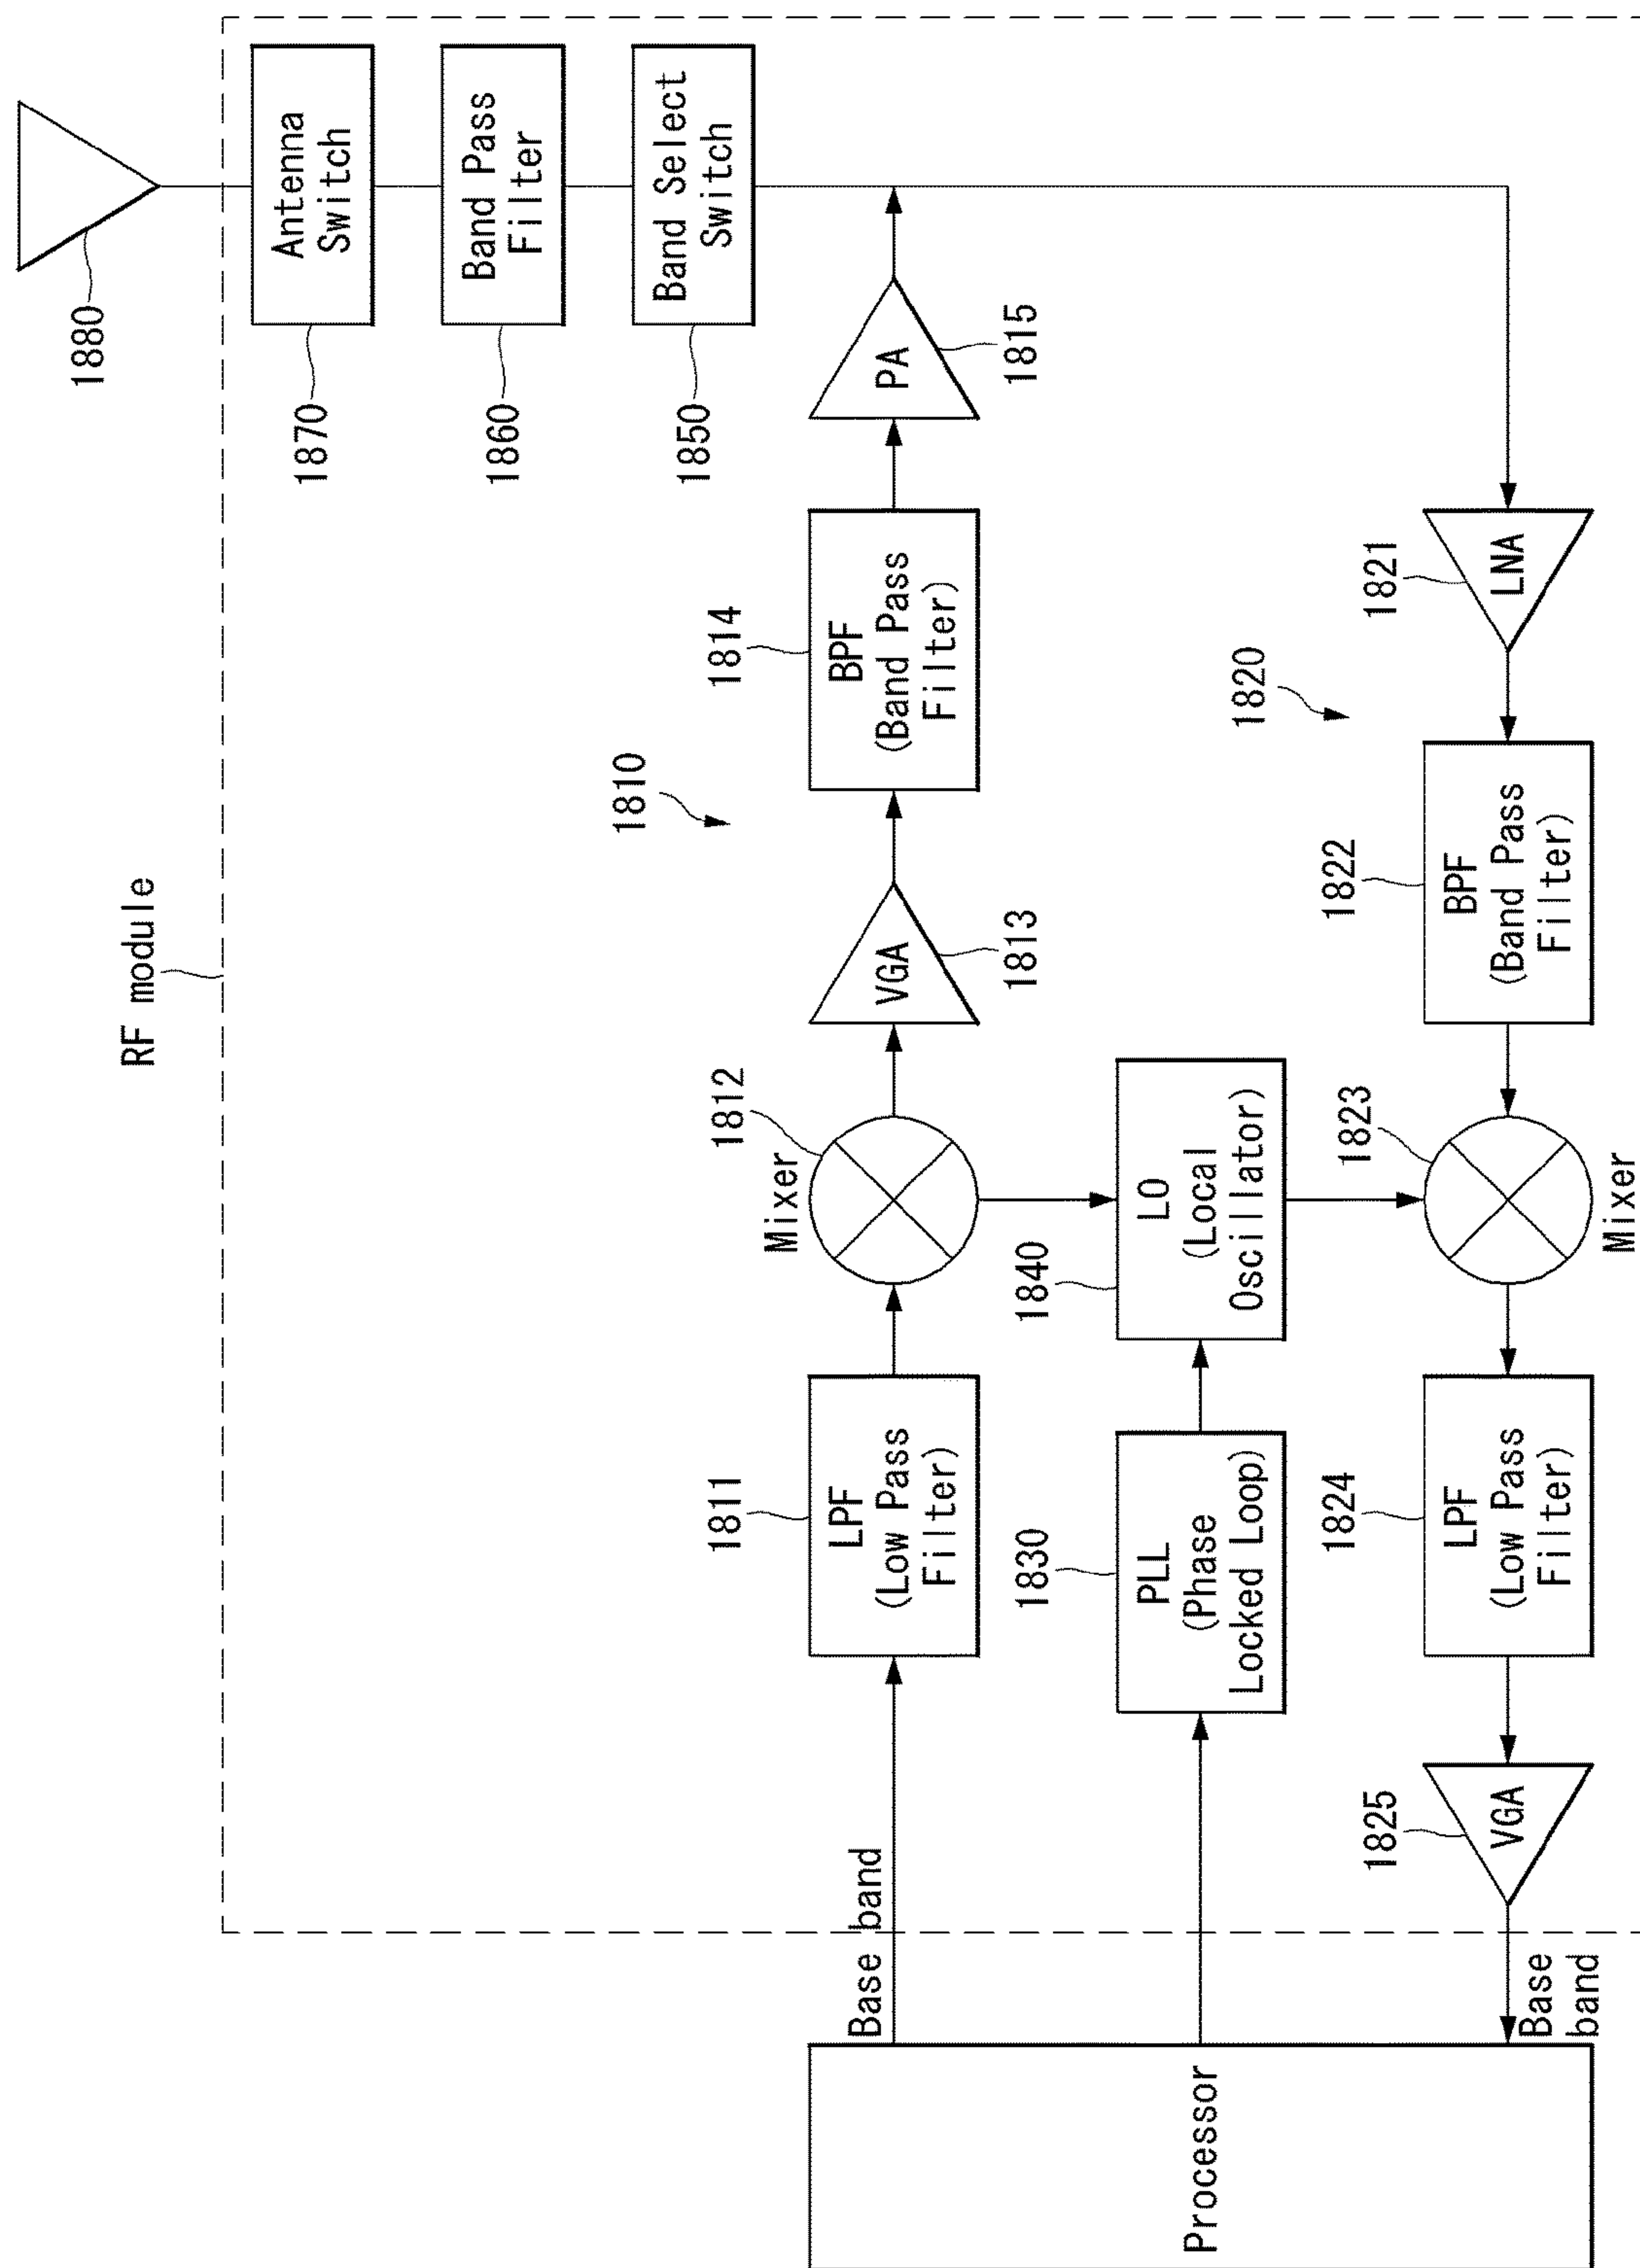 RF module
1880
Antenna
Switch
1870
Band Pass
Filter
1860
Band Select
Switch
1850
Processor
Base band
1811
LPF
(Low Pass
Filter)
Mixer
1812
VGA
1813
1810
1814
BPF
(Band Pass
Filter)
PA
1815
1830
PLL
(Phase
Locked Loop)
1840
LO
(Local
Oscillator)
Base
band
VGA
1825
1824
LPF
(Low Pass
Filter)
1823
Mixer
1822
BPF
(Band Pass
Filter)
1820
1821
LNA